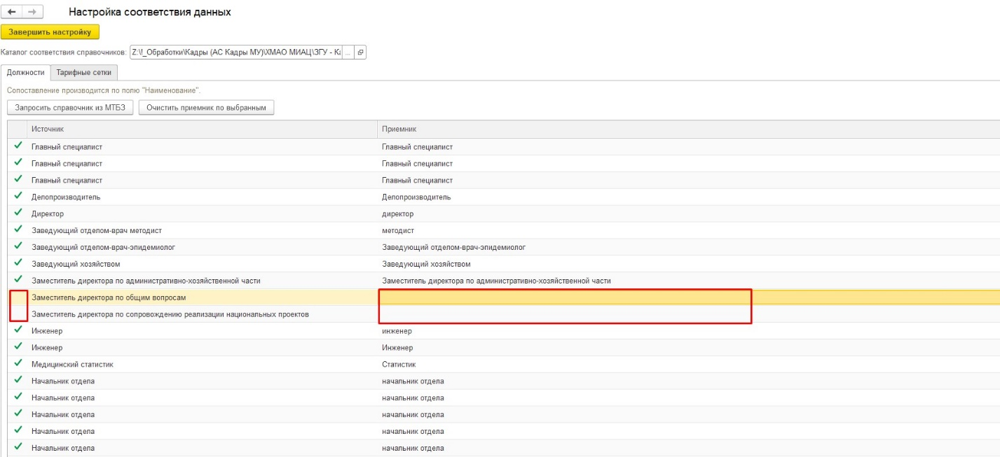 Настройка соответствия данных
Завершить настройку
Каталог соответствия справочников: Z:\!_Обработки\Кадры (АС Кадры МУ)\ХМАО МИАЦ\ЗГУ - Ка ...
Должности Тарифные сетки
Сопоставление производится по полю "Наименование".
Запросить справочник из МТБЗ Очистить приемник по выбранным
Источник Приемник
Главный специалист Главный специалист
Главный специалист Главный специалист
Главный специалист Главный специалист
Делопроизводитель Делопроизводитель
Директор директор
Заведующий отделом-врач методист методист
Заведующий отделом-врач-эпидемиолог Заведующий отделом-врач-эпидемиолог
Заведующий хозяйством Заведующий хозяйством
Заместитель директора по административно-хозяйственной части Заместитель директора по административно-хозяйственной части
Заместитель директора по общим вопросам
Заместитель директора по сопровождению реализации национальных проектов
Инженер инженер
Инженер Инженер
Медицинский статистик Статистик
Начальник отдела начальник отдела
Начальник отдела начальник отдела
Начальник отдела начальник отдела
Начальник отдела начальник отдела
Начальник отдела начальник отдела